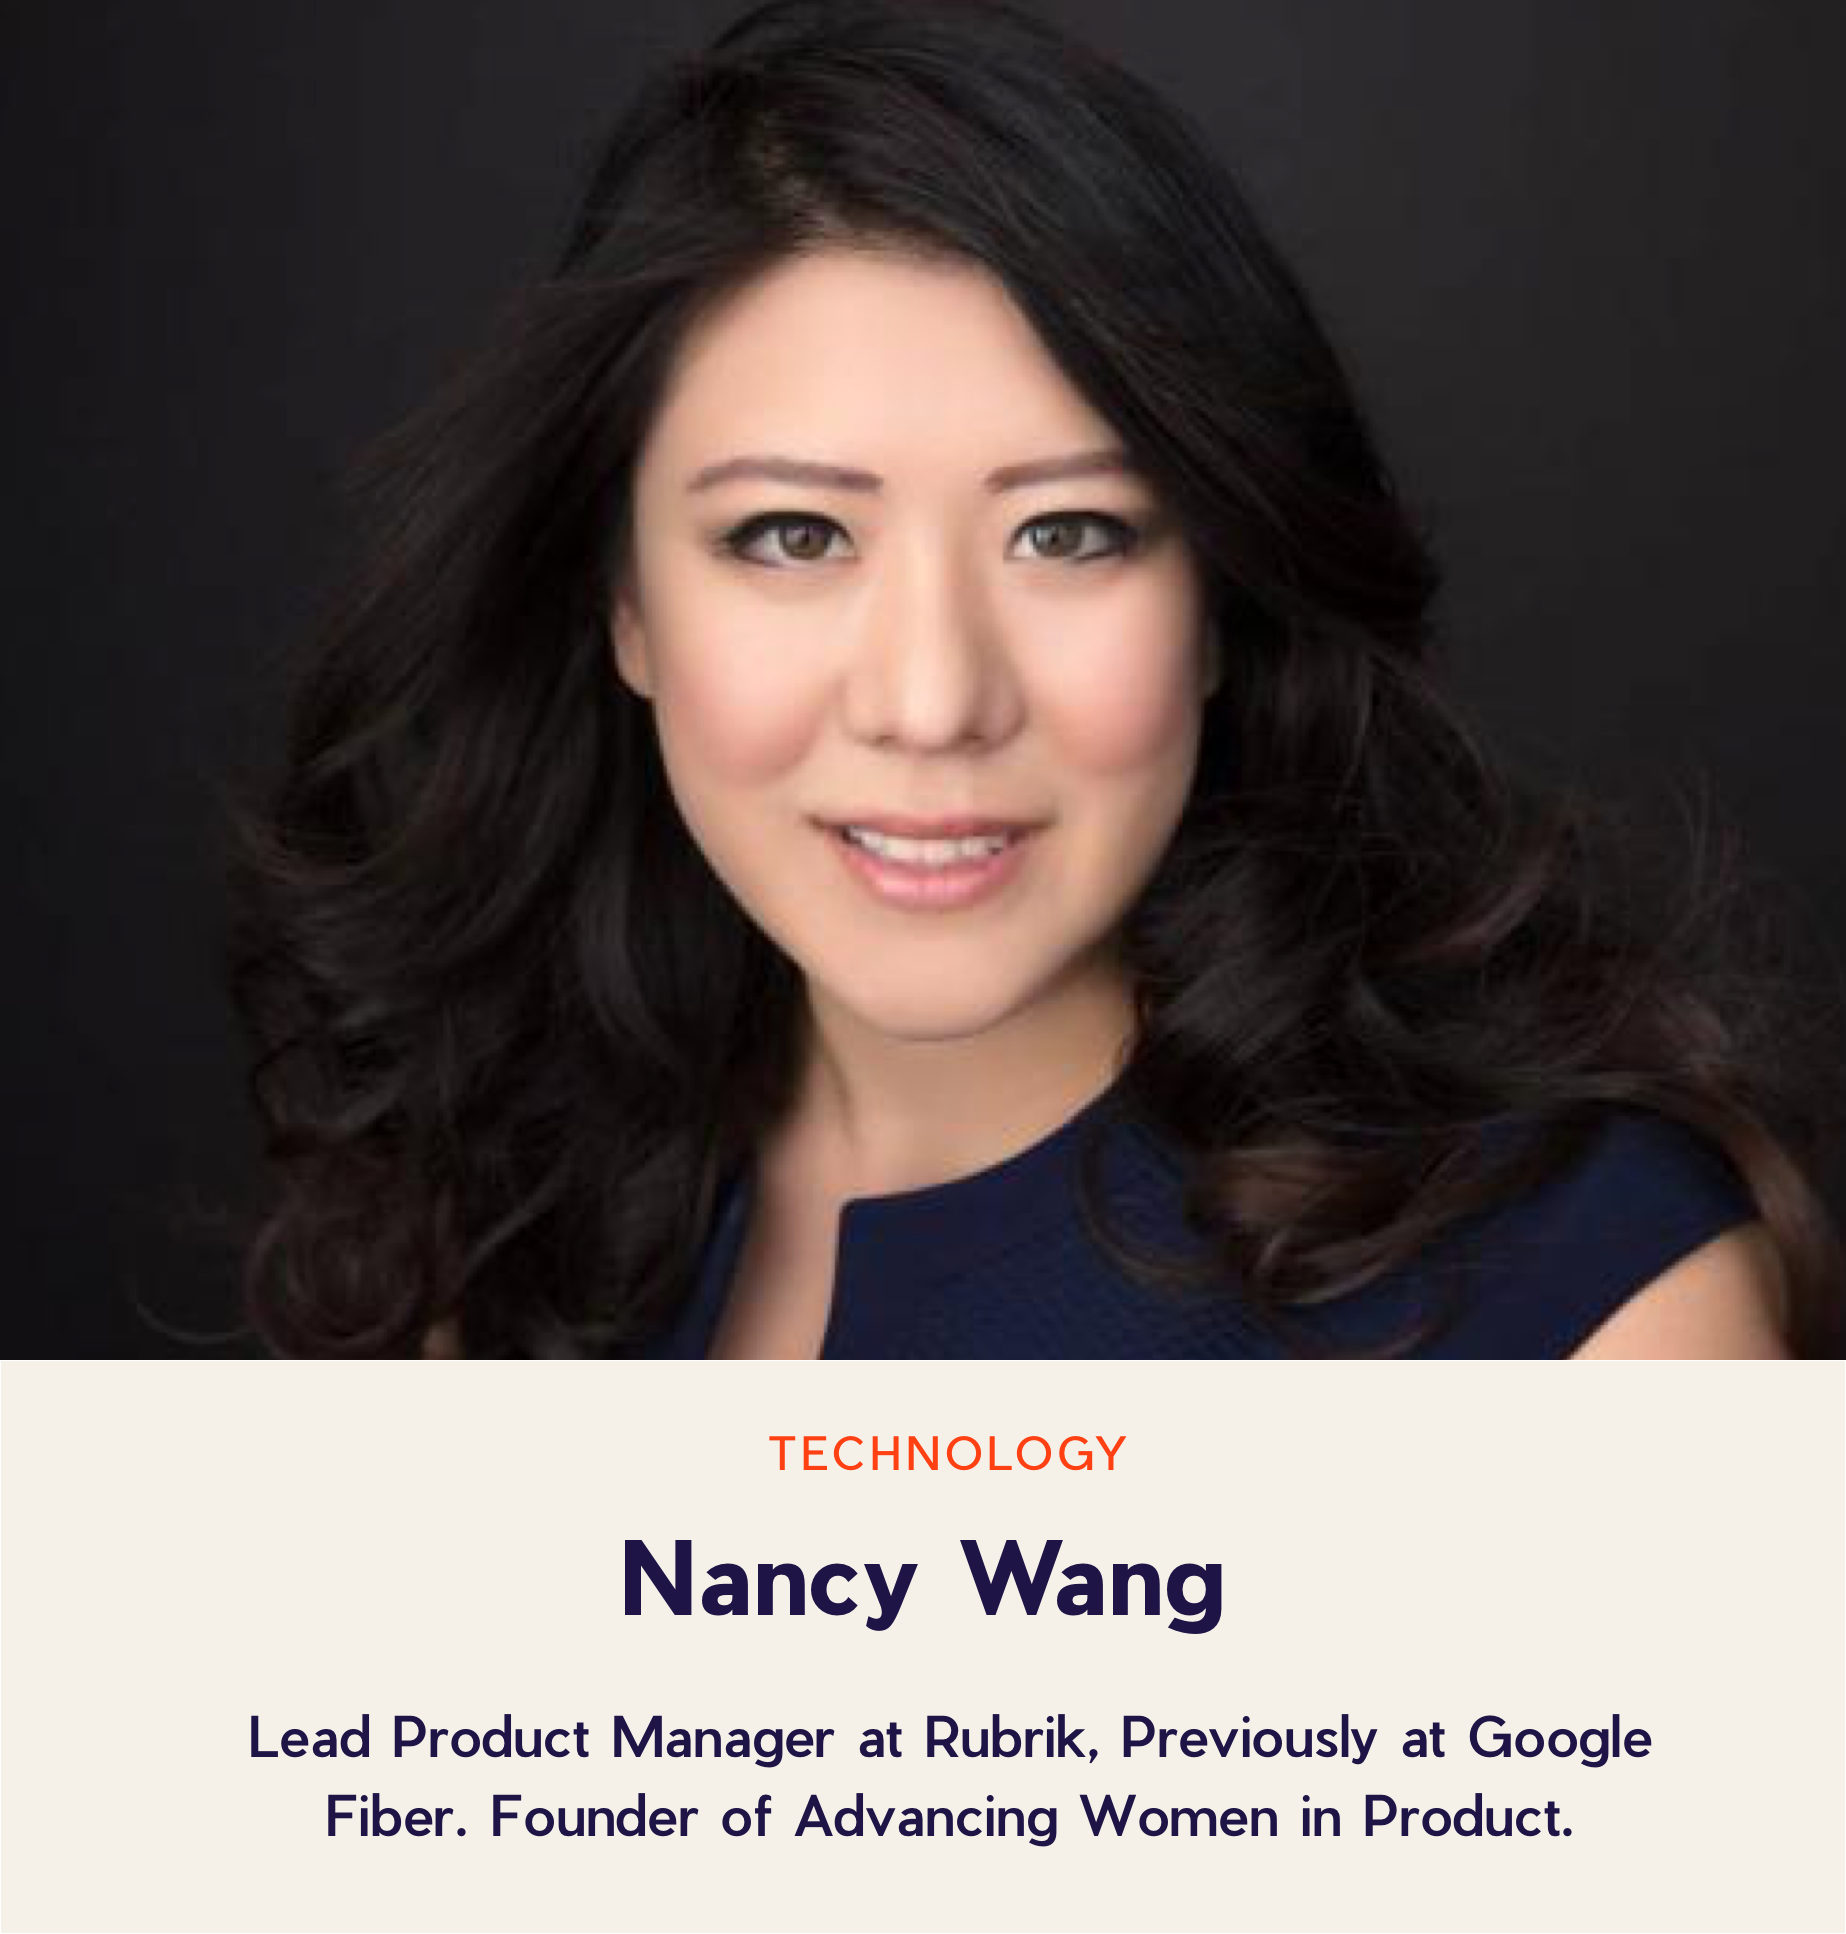 TECHNOLOGY
Nancy Wang
Lead Product Manager at Rubrik, Previously at Google
Fiber. Founder of Advancing Women in Product.